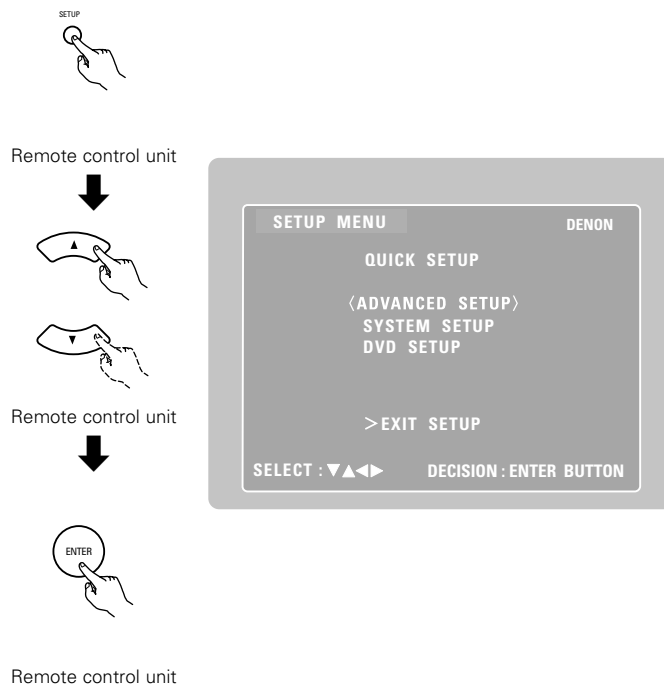 SETUP
Remote control unit
▲
▼
Remote control unit
ENTER
Remote control unit
SETUP MENU DENON
QUICK SETUP
〈ADVANCED SETUP〉
SYSTEM SETUP
DVD SETUP
>EXIT SETUP
SELECT : ▼▲◀▶ DECISION : ENTER BUTTON